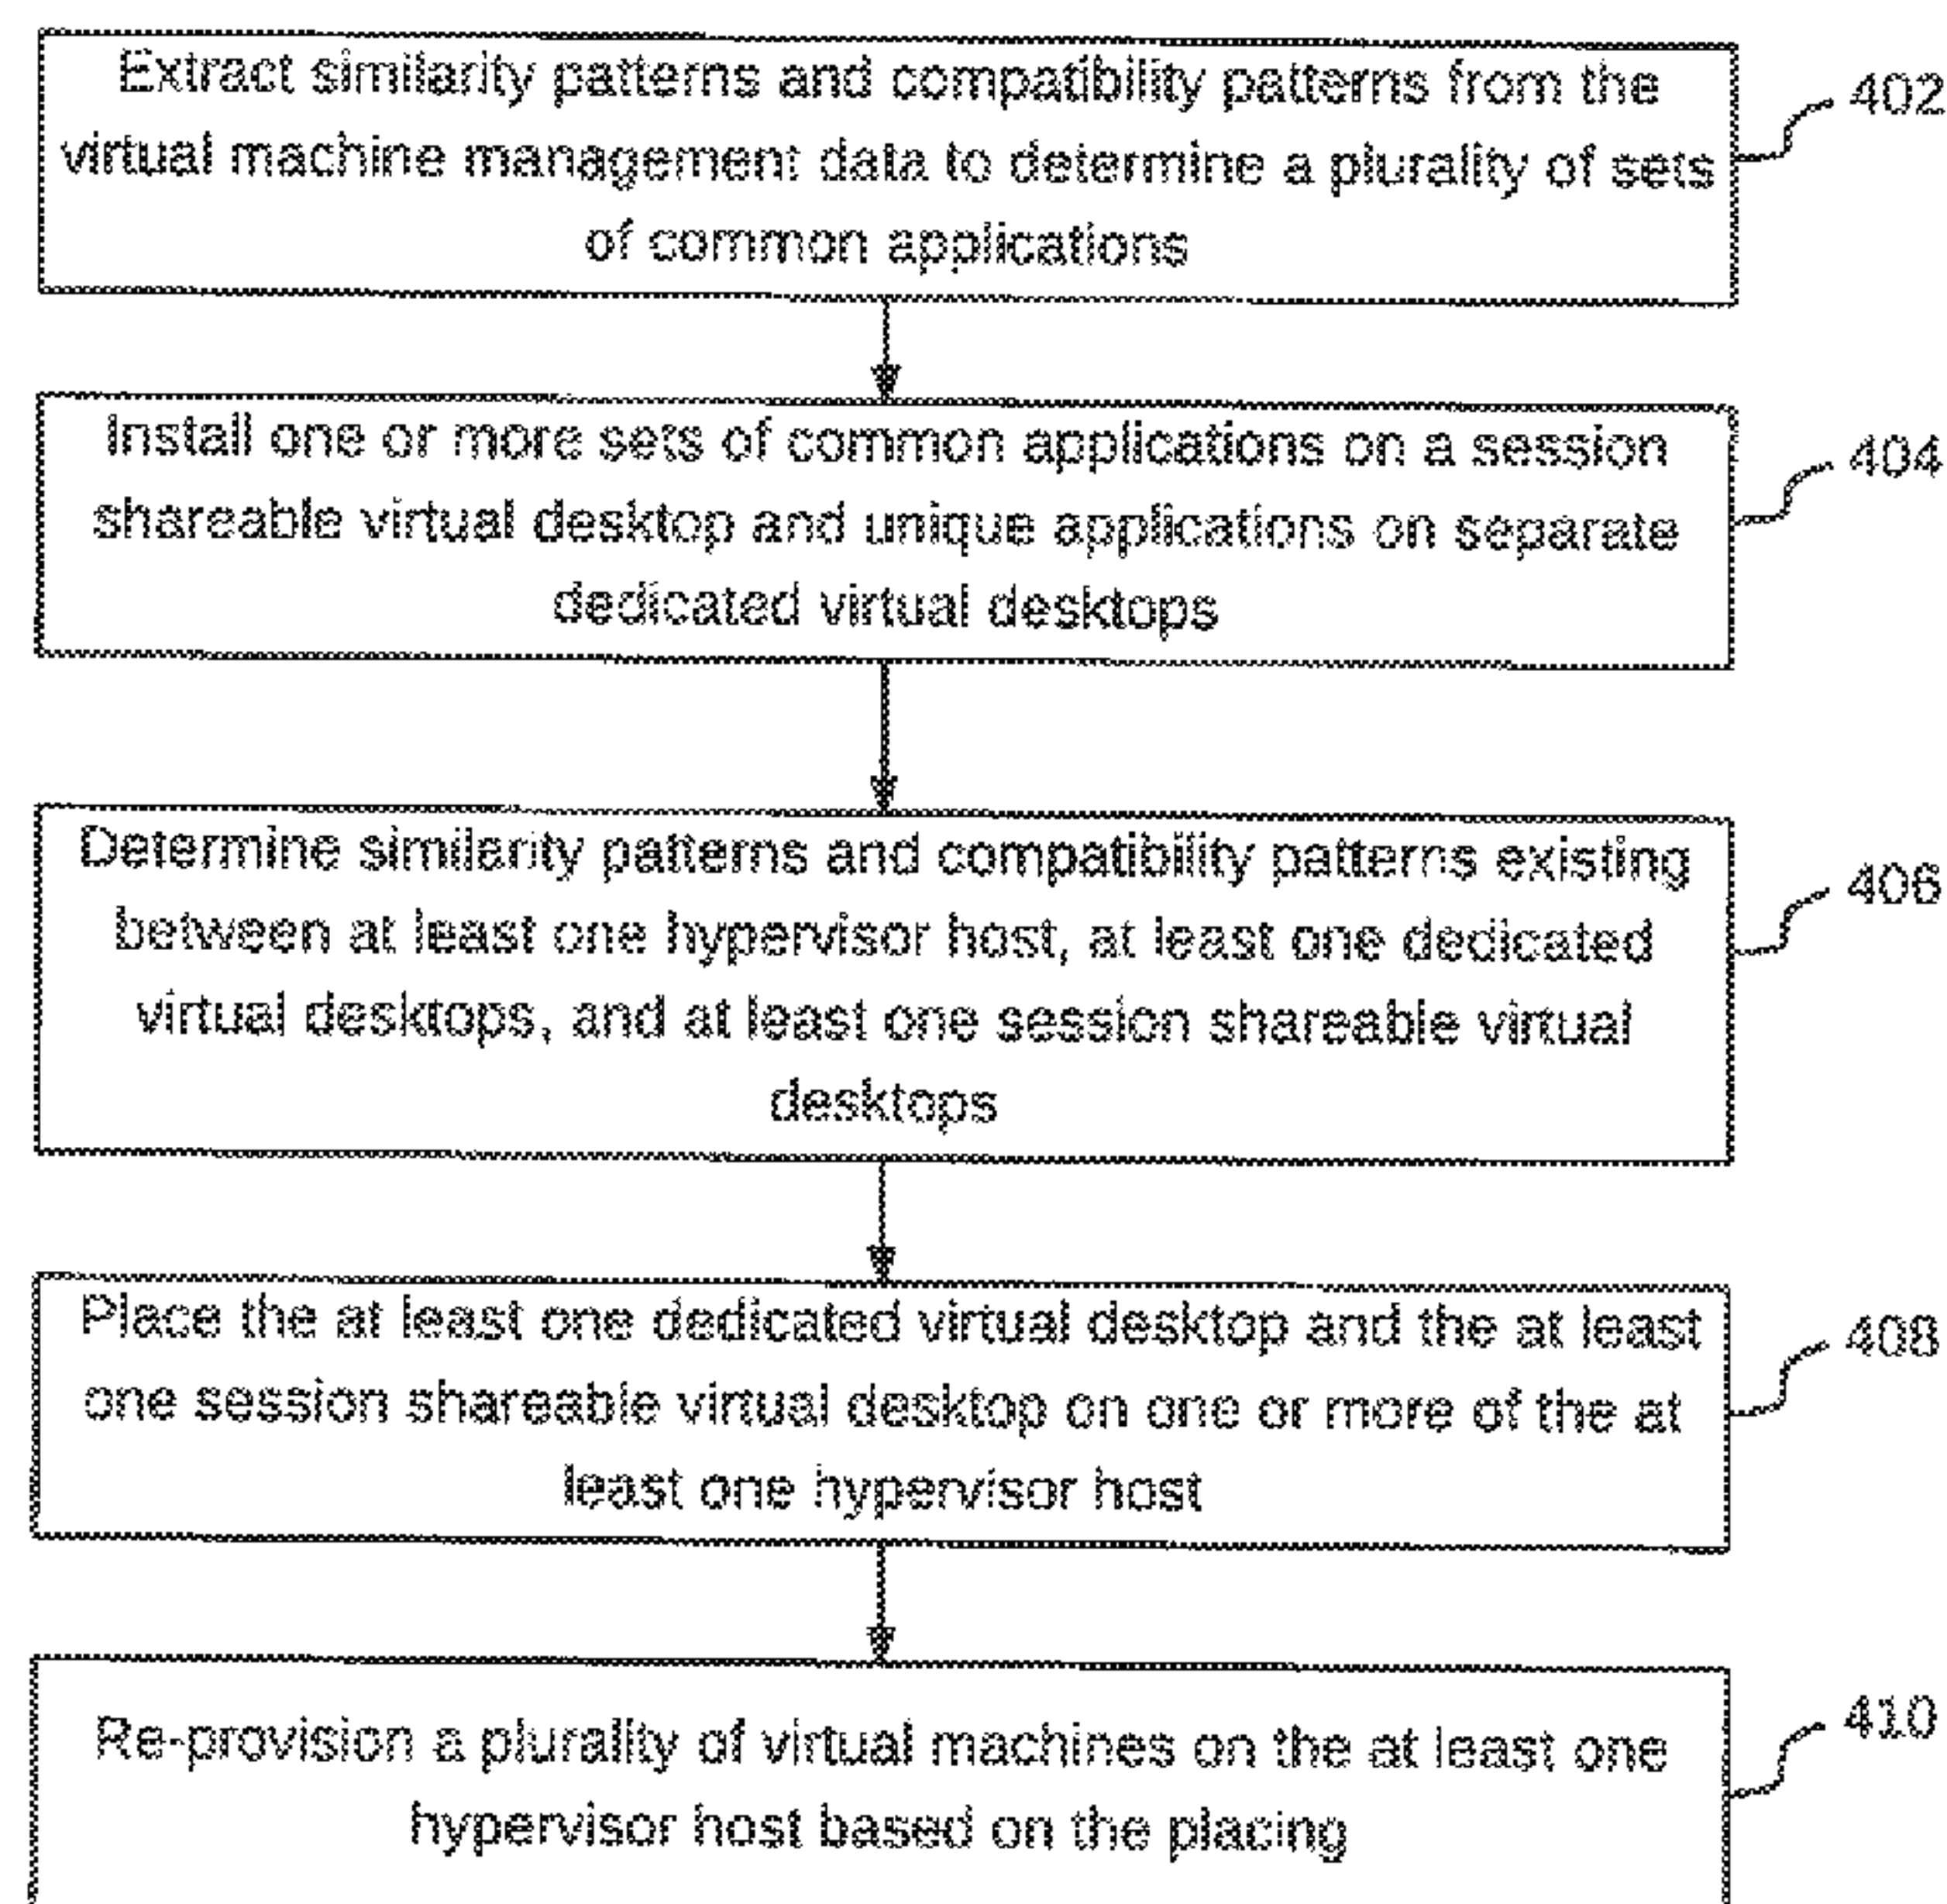 Extract similarity patterns and compatibility patterns from the
virtual machine management data to determine a plurality of sets
of common applications
402
Install one or more sets of common applications on a session
shareable virtual desktop and unique applications on separate
dedicated virtual desktops
404
Determine similarity patterns and compatibility patterns existing
between at least one hypervisor host, at least one dedicated
virtual desktops, and at least one session shareable virtual
desktops
406
Place the at least one dedicated virtual desktop and the at least
one session shareable virtual desktop on one or more of the at
least one hypervisor host
408
Re-provision a plurality of virtual machines on the at least one
hypervisor host based on the placing
410